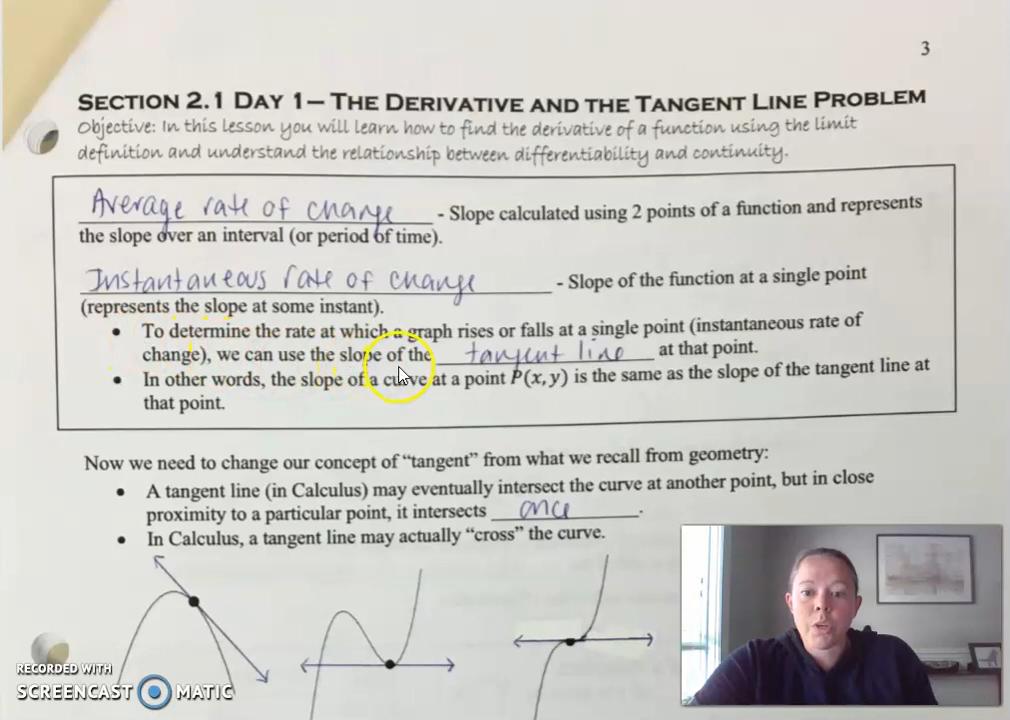 3
SECTION 2.1 DAY 1 – THE DERIVATIVE AND THE TANGENT LINE PROBLEM
Objective: In this lesson you will learn how to find the derivative of a function using the limit
definition and understand the relationship between differentiability and continuity.
Average rate of change - Slope calculated using 2 points of a function and represents
the slope over an interval (or period of time).
Instantaneous rate of change - Slope of the function at a single point
(represents the slope at some instant).
• To determine the rate at which a graph rises or falls at a single point (instantaneous rate of
change), we can use the slope of the tangent line at that point.
• In other words, the slope of a curve at a point P(x, y) is the same as the slope of the tangent line at
that point.
Now we need to change our concept of "tangent" from what we recall from geometry:
• A tangent line (in Calculus) may eventually intersect the curve at another point, but in close
proximity to a particular point, it intersects once.
• In Calculus, a tangent line may actually "cross" the curve.
RECORDED WITH
SCREENCAST MATIC